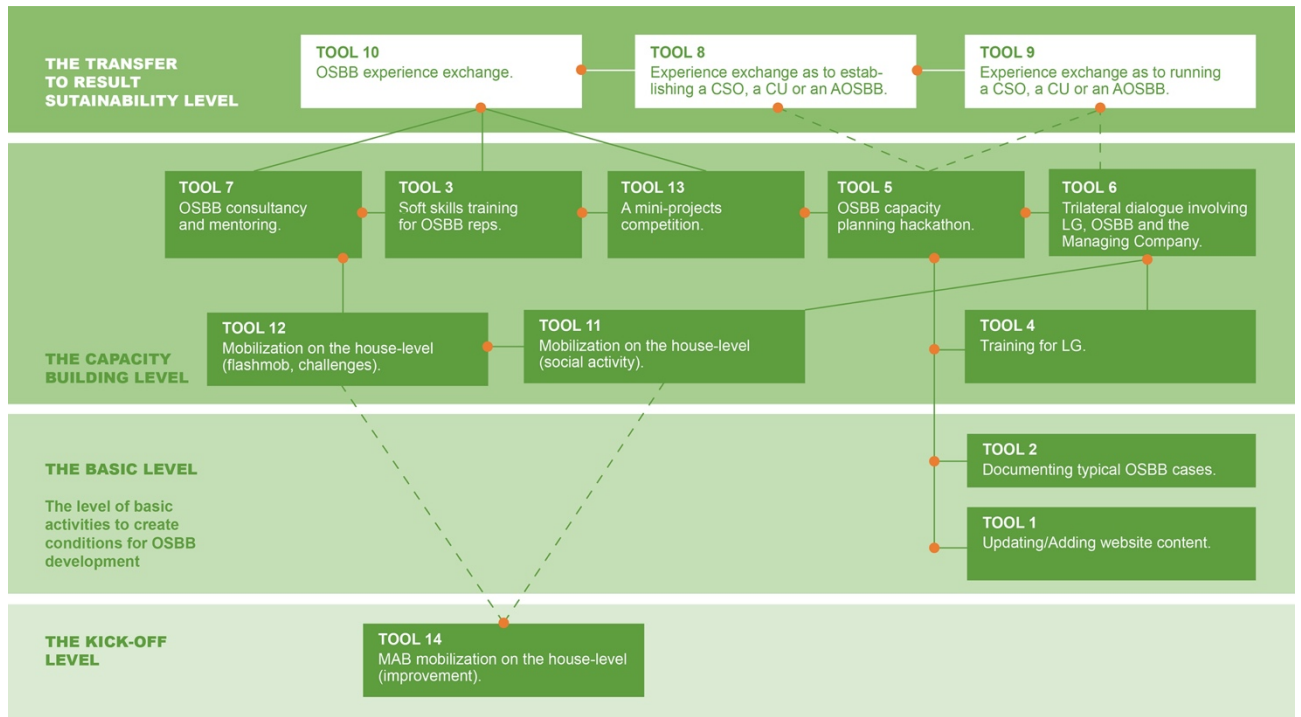 THE TRANSFER
TO RESULT
SUTAINABILITY LEVEL
TOOL 10
OSBB experience exchange.
TOOL 8
Experience exchange as to estab-
lishing a CSO, a CU or an AOSBB.
TOOL 9
Experience exchange as to running
a CSO, a CU or an AOSBB.
TOOL 7
OSBB consultancy
and mentoring.
TOOL 3
Soft skills training
for OSBB reps.
TOOL 13
A mini-projects
competition.
TOOL 5
OSBB capacity
planning hackathon.
TOOL 6
Trilateral dialogue involving
LG, OSBB and the
Managing Company.
THE CAPACITY
BUILDING LEVEL
TOOL 12
Mobilization on the house-level
(flashmob, challenges).
TOOL 11
Mobilization on the house-level
(social activity).
TOOL 4
Training for LG.
THE BASIC LEVEL
The level of basic
activities to create
conditions for OSBB
development
TOOL 2
Documenting typical OSBB cases.
TOOL 1
Updating/Adding website content.
THE KICK-OFF
LEVEL
TOOL 14
MAB mobilization on the house-level
(improvement).